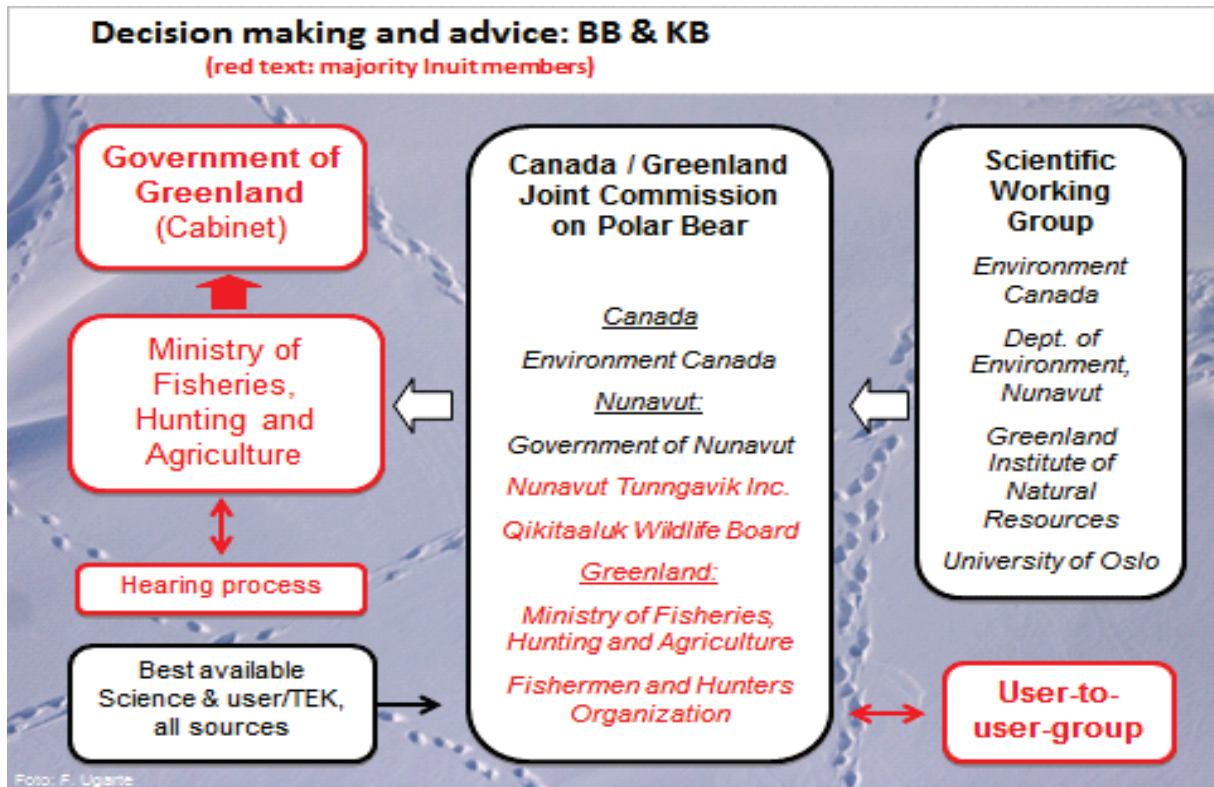 Decision making and advice: BB & KB
(red text: majority Inuit members)
Government of
Greenland
(Cabinet)
Ministry of
Fisheries,
Hunting and
Agriculture
Hearing process
Best available
Science & user/TEK,
all sources
Canada / Greenland
Joint Commission
on Polar Bear
Canada
Environment Canada
Nunavut:
Government of Nunavut
Nunavut Tunngavik Inc.
Qikitaaluk Wildlife Board
Greenland:
Ministry of Fisheries,
Hunting and Agriculture
Fishermen and Hunters
Organization
Scientific
Working
Group
Environment
Canada
Dept. of
Environment,
Nunavut
Greenland
Institute of
Natural
Resources
University of Oslo
User-to-
user-group
Foto: F. Ugarte